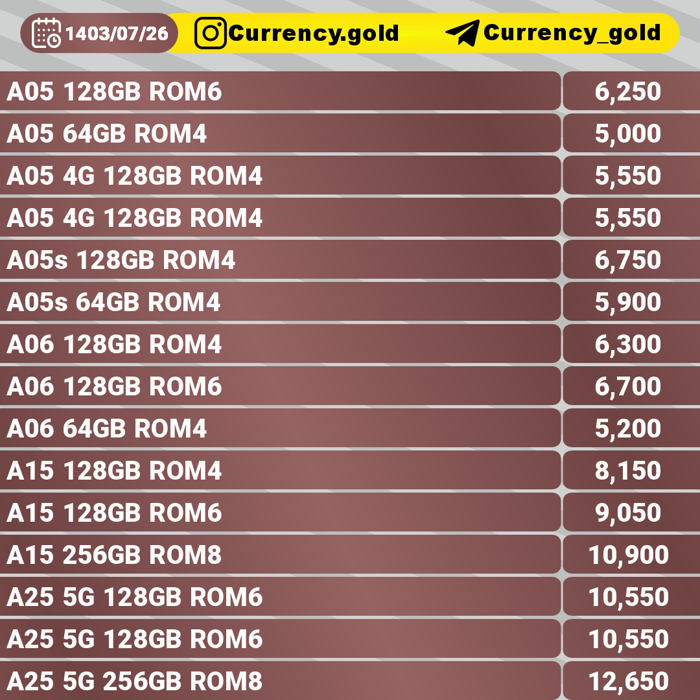 1403/07/26 Currency.gold Currency_gold
A05 128GB ROM6 6,250
A05 64GB ROM4 5,000
A05 4G 128GB ROM4 5,550
A05 4G 128GB ROM4 5,550
A05s 128GB ROM4 6,750
A05s 64GB ROM4 5,900
A06 128GB ROM4 6,300
A06 128GB ROM6 6,700
A06 64GB ROM4 5,200
A15 128GB ROM4 8,150
A15 128GB ROM6 9,050
A15 256GB ROM8 10,900
A25 5G 128GB ROM6 10,550
A25 5G 128GB ROM6 10,550
A25 5G 256GB ROM8 12,650